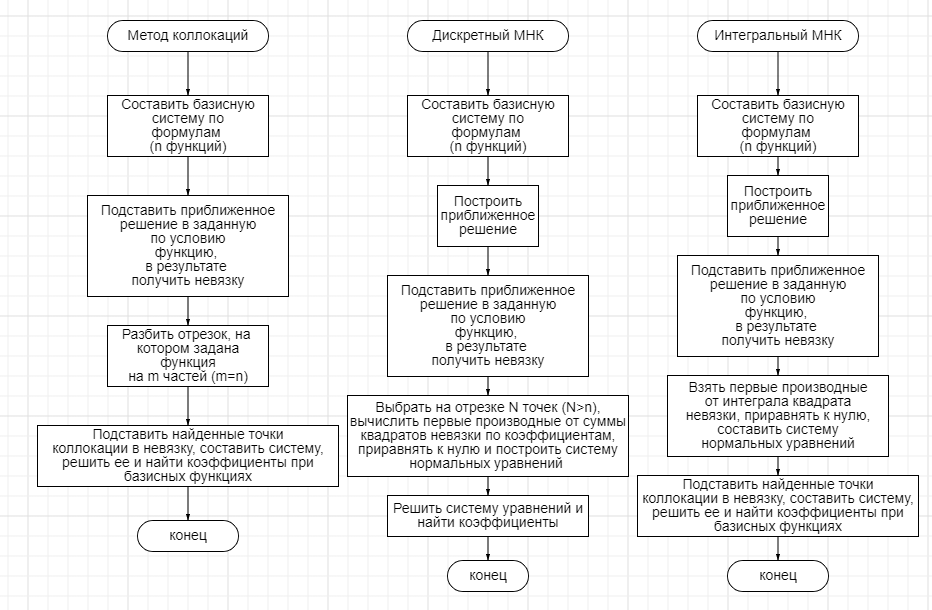 Метод коллокаций
Составить базисную
систему по
формулам
(n функций)
Подставить приближенное
решение в заданную
по условию
функцию,
в результате
получить невязку
Разбить отрезок, на
котором задана
функция
на m частей (m=n)
Подставить найденные точки
коллокации в невязку, составить систему,
решить ее и найти коэффициенты при
базисных функциях
конец
Дискретный МНК
Составить базисную
систему по
формулам
(n функций)
Построить
приближенное
решение
Подставить приближенное
решение в заданную
по условию
функцию,
в результате
получить невязку
Выбрать на отрезке N точек (N>n),
вычислить первые производные от суммы
квадратов невязки по коэффициентам,
приравнять к нулю и построить систему
нормальных уравнений
Решить систему уравнений и
найти коэффициенты
конец
Интегральный МНК
Составить базисную
систему по
формулам
(n функций)
Построить
приближенное
решение
Подставить приближенное
решение в заданную
по условию
функцию,
в результате
получить невязку
Взять первые производные
от интеграла квадрата
невязки, приравнять к нулю,
составить систему
нормальных уравнений
Подставить найденные точки
коллокации в невязку, составить систему,
решить ее и найти коэффициенты при
базисных функциях
конец